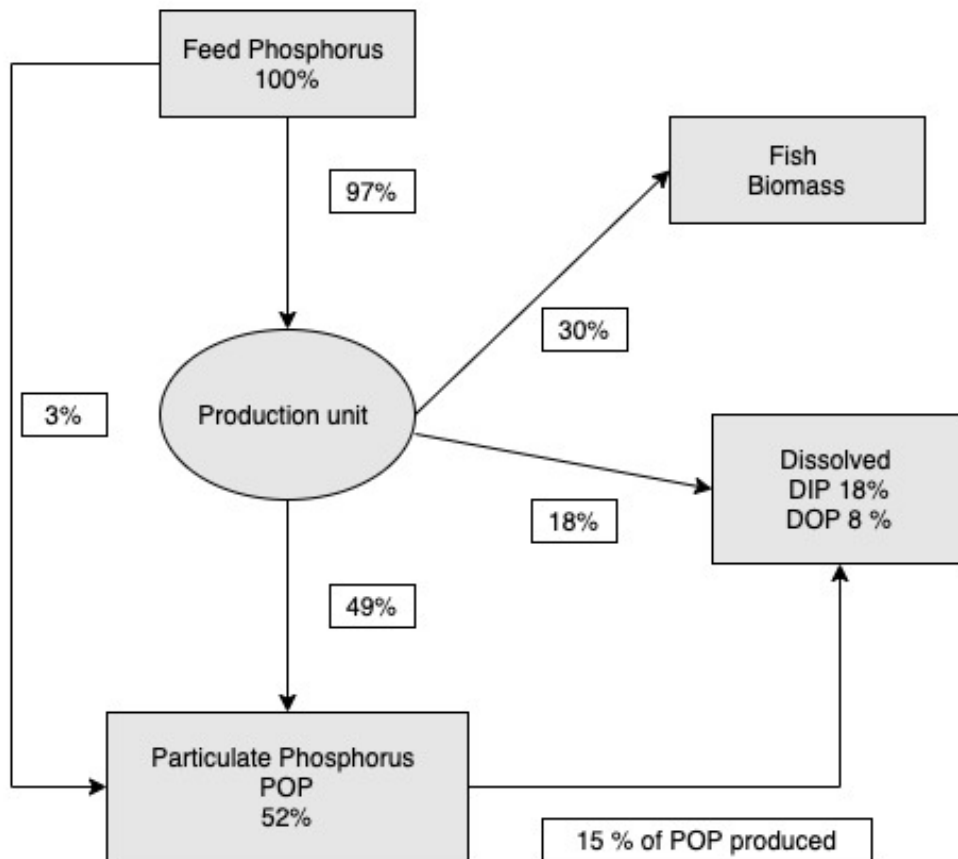 Feed Phosphorus
100%
97%
Fish
Biomass
30%
3%
Production unit
Dissolved
DIP 18%
DOP 8 %
18%
49%
Particulate Phosphorus
POP
52%
15 % of POP produced